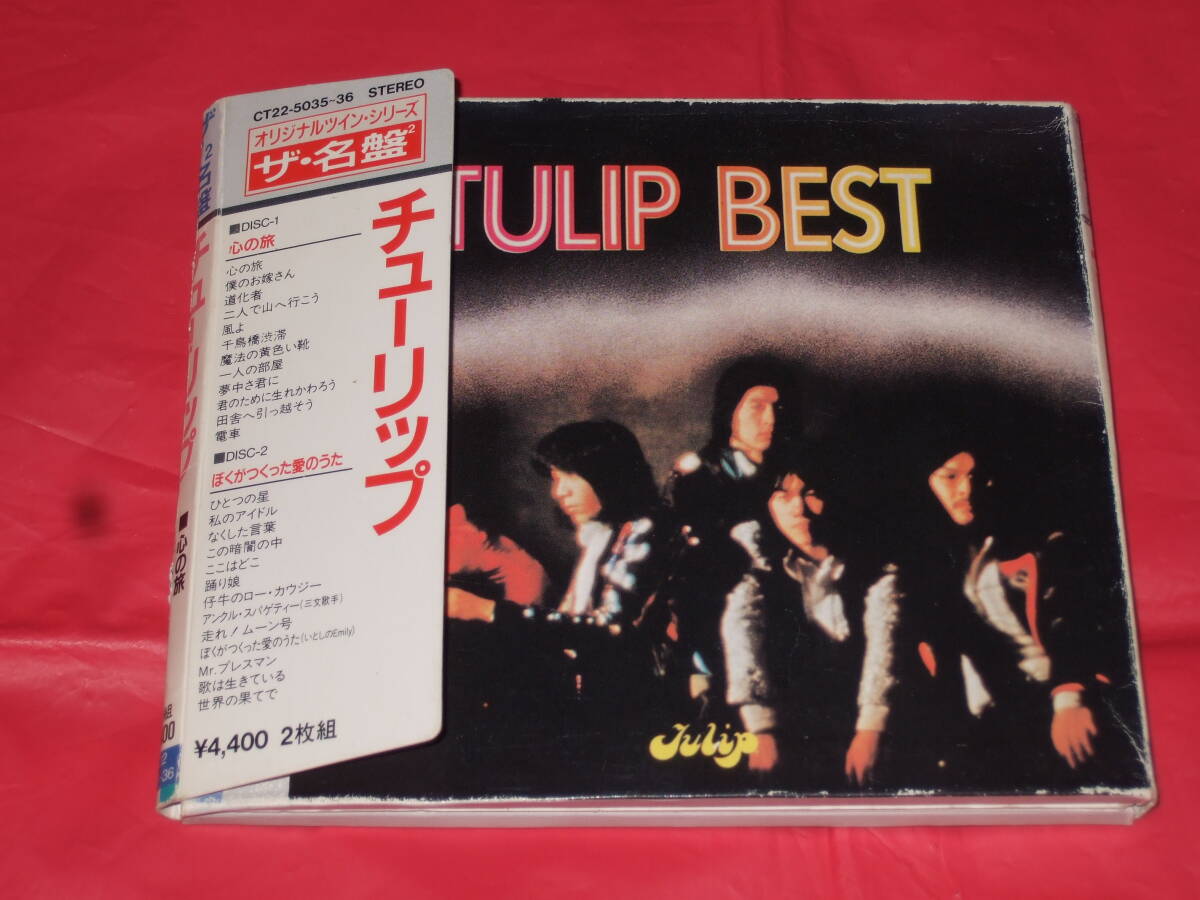 CT22-5035~36 STEREO
オリジナルツイン・シリーズ
ザ・名盤2
チューリップ
■DISC-1
心の旅
心の旅
僕のお嫁さん
道化者
二人で山へ行こう
風よ
千鳥橋渋滞
魔法の黄色い靴
一人の部屋
夢中さ君に
君のために生れかわろう
田舎へ引っ越そう
電車
■DISC-2
ぼくがつくった愛のうた
ひとつの星
私のアイドル
なくした言葉
この暗闇の中
ここはどこ
踊り娘
仔牛のロー・カウジー
アンクル・スパゲティー(三文歌手)
走れ!ムーン号
ぼくがつくった愛のうた(いとしのEmily)
Mr.プレスマン
歌は生きている
世界の果てで
¥4,400 2枚組
TULIP BEST
Tulip
チューリップ
■心の旅